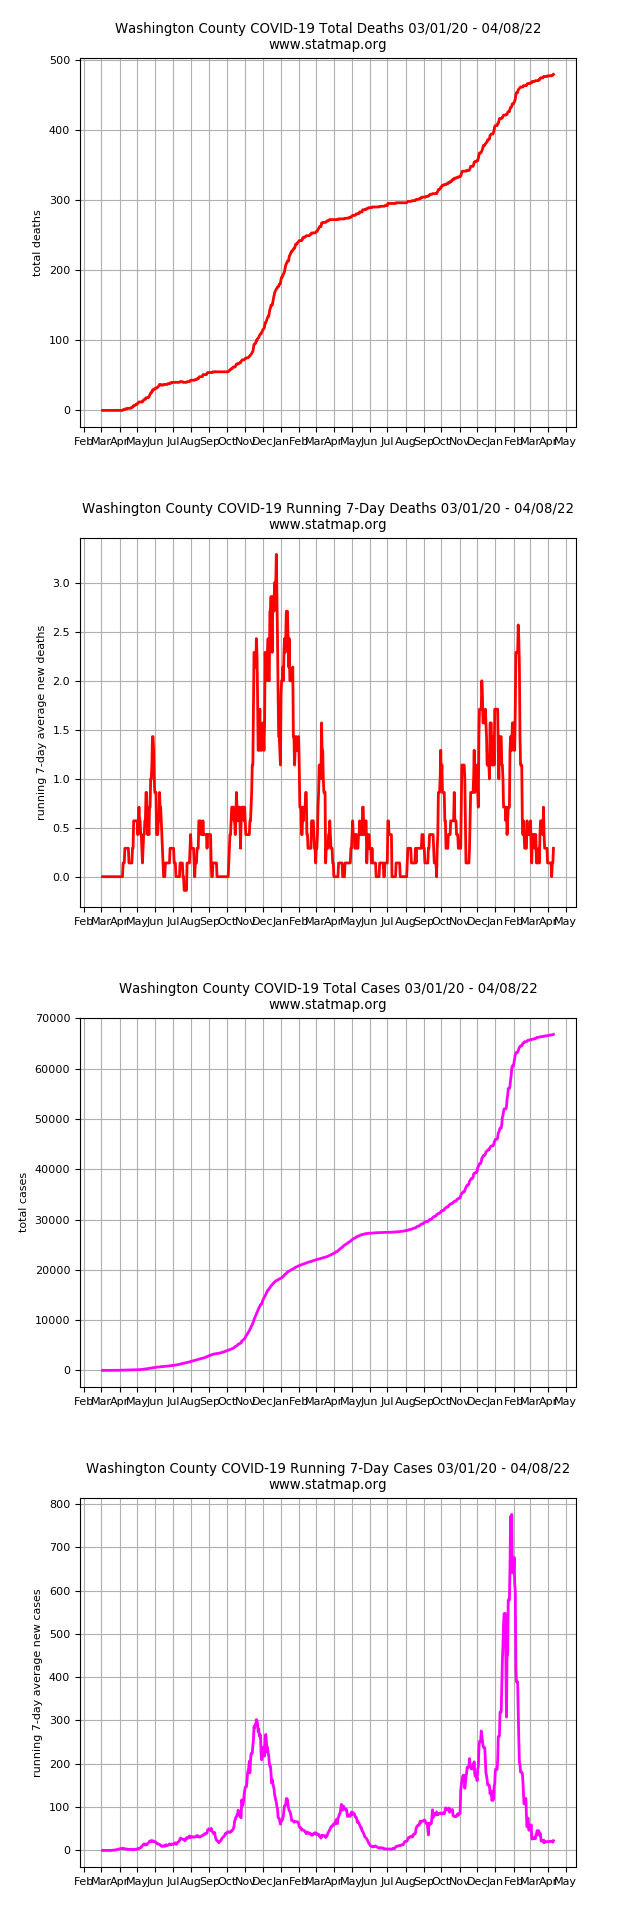 Washington County COVID-19 Total Deaths 03/01/20 - 04/08/22
www.statmap.org
500
400
300
200
100
0
total deaths
Feb Mar Apr May Jun Jul Aug Sep Oct Nov Dec Jan Feb Mar Apr May Jun Jul Aug Sep Oct Nov Dec Jan Feb Mar Apr May
Washington County COVID-19 Running 7-Day Deaths 03/01/20 - 04/08/22
www.statmap.org
3.0
2.5
2.0
1.5
1.0
0.5
0.0
running 7-day average new deaths
Feb Mar Apr May Jun Jul Aug Sep Oct Nov Dec Jan Feb Mar Apr May Jun Jul Aug Sep Oct Nov Dec Jan Feb Mar Apr May
Washington County COVID-19 Total Cases 03/01/20 - 04/08/22
www.statmap.org
70000
60000
50000
40000
30000
20000
10000
0
total cases
Feb Mar Apr May Jun Jul Aug Sep Oct Nov Dec Jan Feb Mar Apr May Jun Jul Aug Sep Oct Nov Dec Jan Feb Mar Apr May
Washington County COVID-19 Running 7-Day Cases 03/01/20 - 04/08/22
www.statmap.org
800
700
600
500
400
300
200
100
0
running 7-day average new cases
Feb Mar Apr May Jun Jul Aug Sep Oct Nov Dec Jan Feb Mar Apr May Jun Jul Aug Sep Oct Nov Dec Jan Feb Mar Apr May